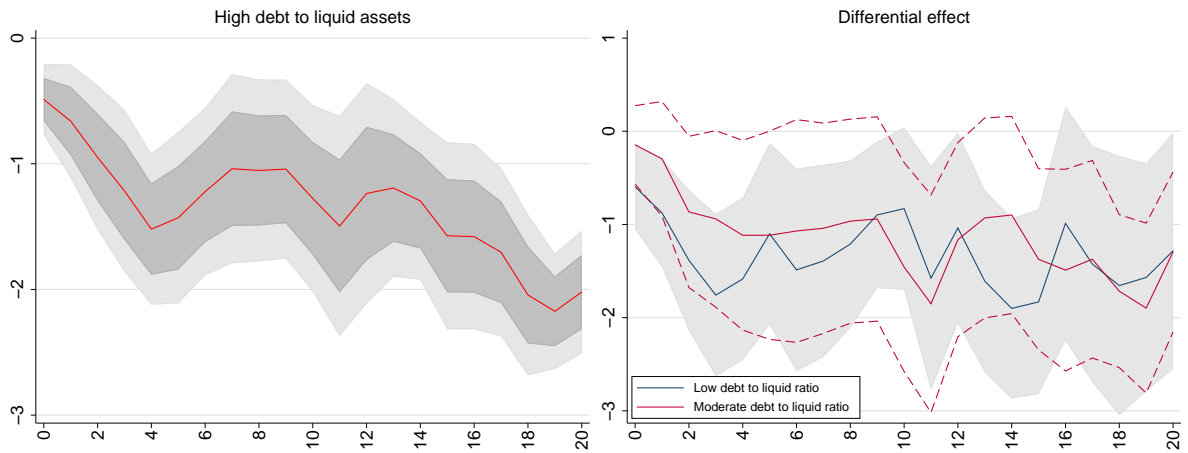 High debt to liquid assets
0
−1
−2
−3
0 2 4 6 8 10 12 14 16 18 20
Differential effect
1
0
−1
−2
−3
Low debt to liquid ratio
Moderate debt to liquid ratio
0 2 4 6 8 10 12 14 16 18 20